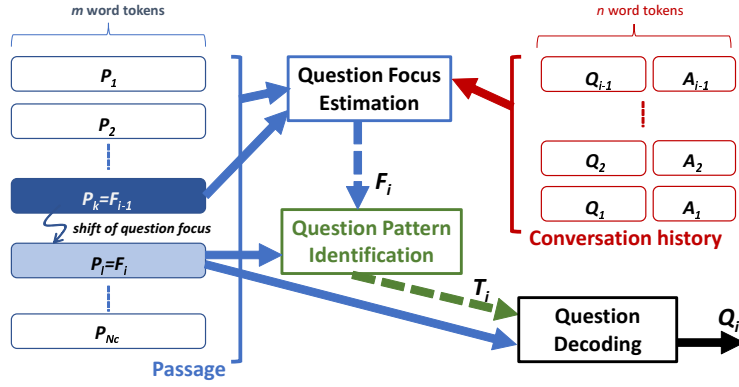 m word tokens
P1
P2
Pk=Fi-1
shift of question focus
Pl=Fi
PNc
Passage
Question Focus
Estimation
Fi
Question Pattern
Identification
Ti
Question
Decoding
Qi
n word tokens
Qi-1 Ai-1
Q2 A2
Q1 A1
Conversation history